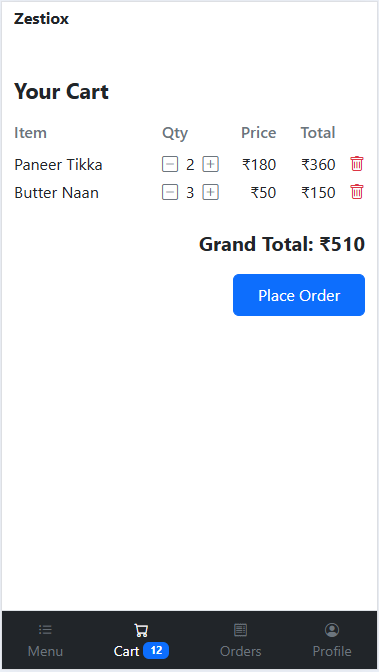 Zestiox
Your Cart
Item Qty Price Total
Paneer Tikka 2 ₹180 ₹360
Butter Naan 3 ₹50 ₹150
Grand Total: ₹510
Place Order
Menu Cart 12 Orders Profile